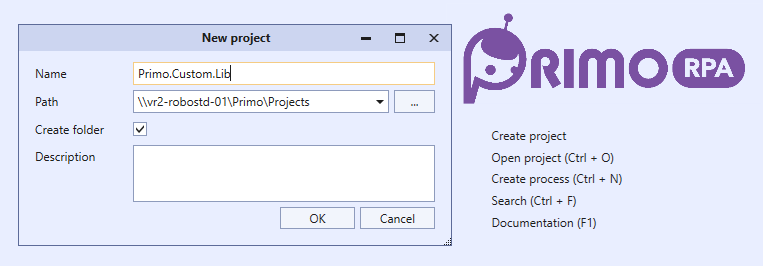 New project
Name
Primo.Custom.Lib
Path
\\vr2-robostd-01\Primo\Projects
...
Create folder
Description
OK
Cancel
PRIMO RPA
Create project
Open project (Ctrl + O)
Create process (Ctrl + N)
Search (Ctrl + F)
Documentation (F1)